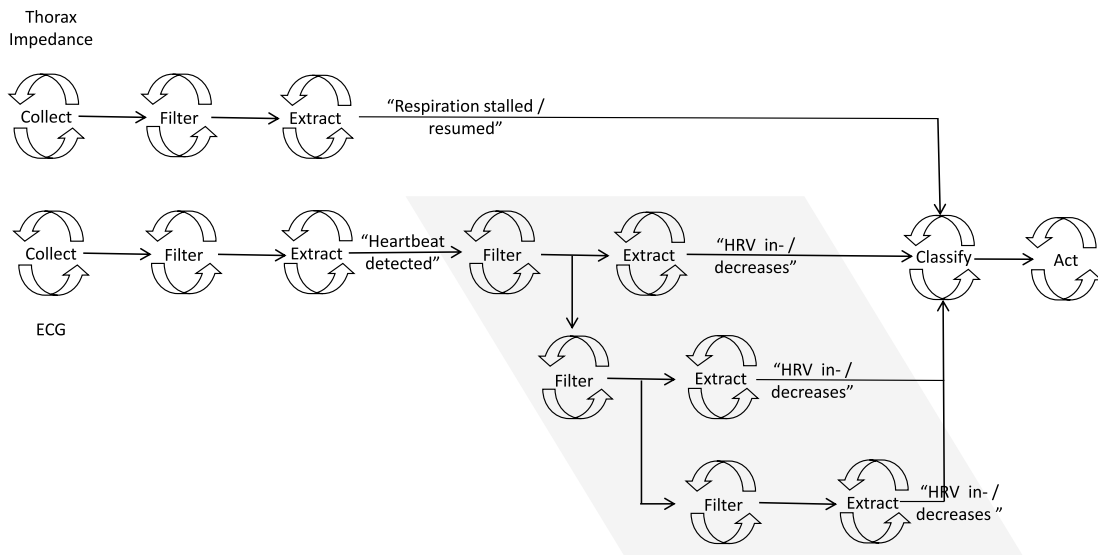 Thorax
Impedance
Collect
Filter
Extract
“Respiration stalled /
resumed”
Collect
Filter
Extract
“Heartbeat
detected”
Filter
Extract
“HRV in- /
decreases”
Classify
Act
ECG
Filter
Extract
“HRV in- /
decreases”
Filter
Extract
“HRV in- /
decreases ”